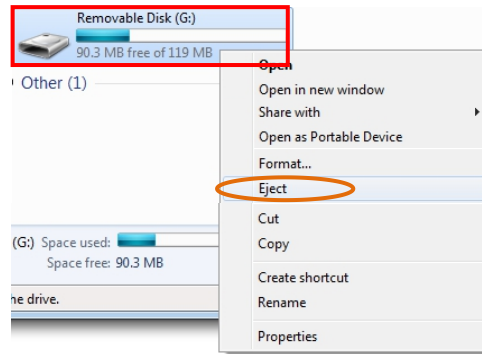 Removable Disk (G:)
90.3 MB free of 119 MB
Other (1)
(G:) Space used:
Space free: 90.3 MB
he drive.
Open
Open in new window
Share with
Open as Portable Device
Format...
Eject
Cut
Copy
Create shortcut
Rename
Properties